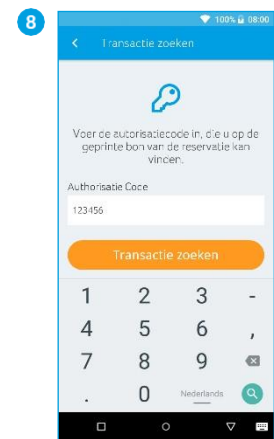 8
100% 08:00
Transactie zoeken
Voer de autorisatiecode in, die u op de
geprinte bon van de reservatie kan
vinden.
Authorisatie Code
123456
Transactie zoeken
1 2 3 -
4 5 6 ,
7 8 9
. 0 Nederlands